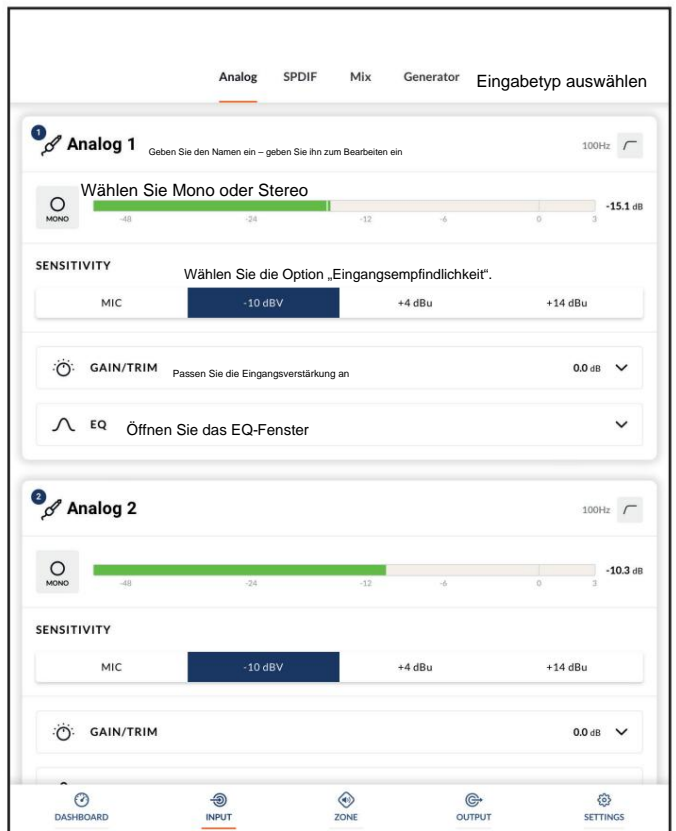 Analog SPDIF Mix Generator Eingabetyp auswählen
1 Analog 1 Geben Sie den Namen ein – geben Sie ihn zum Bearbeiten ein 100Hz
Wählen Sie Mono oder Stereo
MONO -15.1 dB
-48 -24 -12 -6 0 3
SENSITIVITY
Wählen Sie die Option „Eingangsempfindlichkeit“.
MIC -10 dBV +4 dBu +14 dBu
GAIN/TRIM Passen Sie die Eingangsverstärkung an 0.0 dB
EQ Öffnen Sie das EQ-Fenster
2 Analog 2 100Hz
MONO -10.3 dB
-48 -24 -12 -6 0 3
SENSITIVITY
MIC -10 dBV +4 dBu +14 dBu
GAIN/TRIM 0.0 dB
DASHBOARD INPUT ZONE OUTPUT SETTINGS